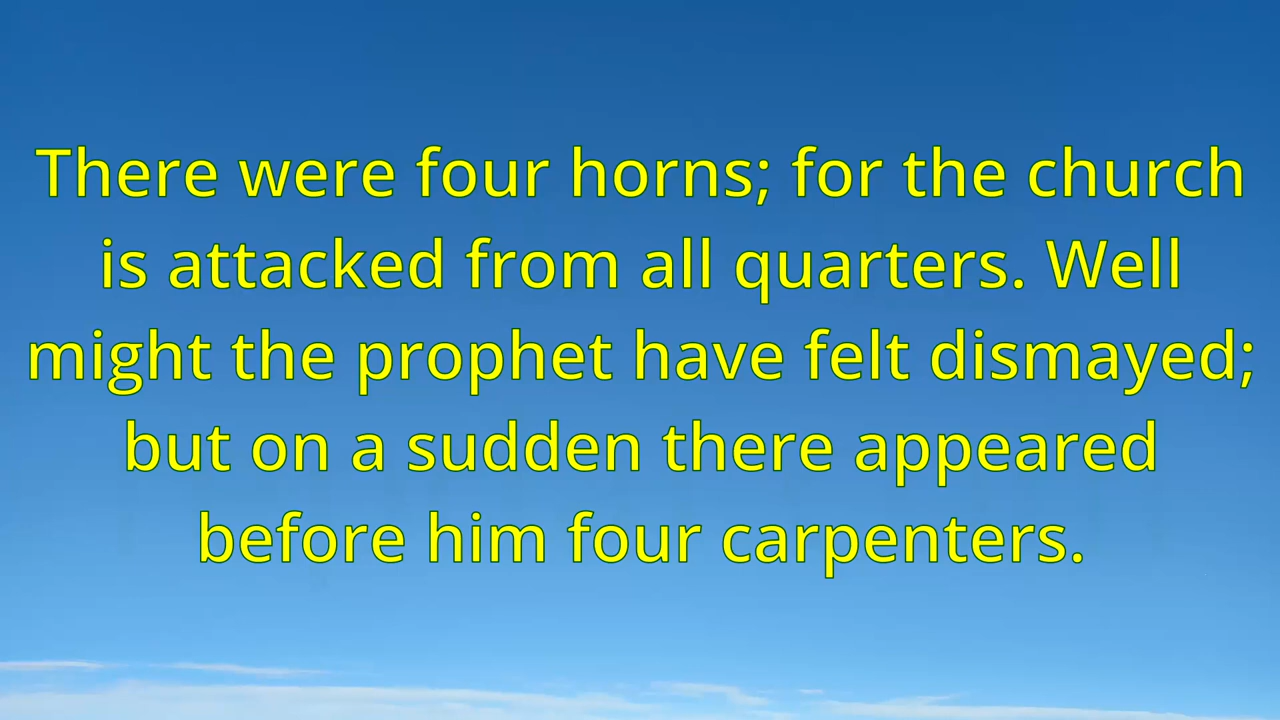 There were four horns; for the church
is attacked from all quarters. Well
might the prophet have felt dismayed;
but on a sudden there appeared
before him four carpenters.